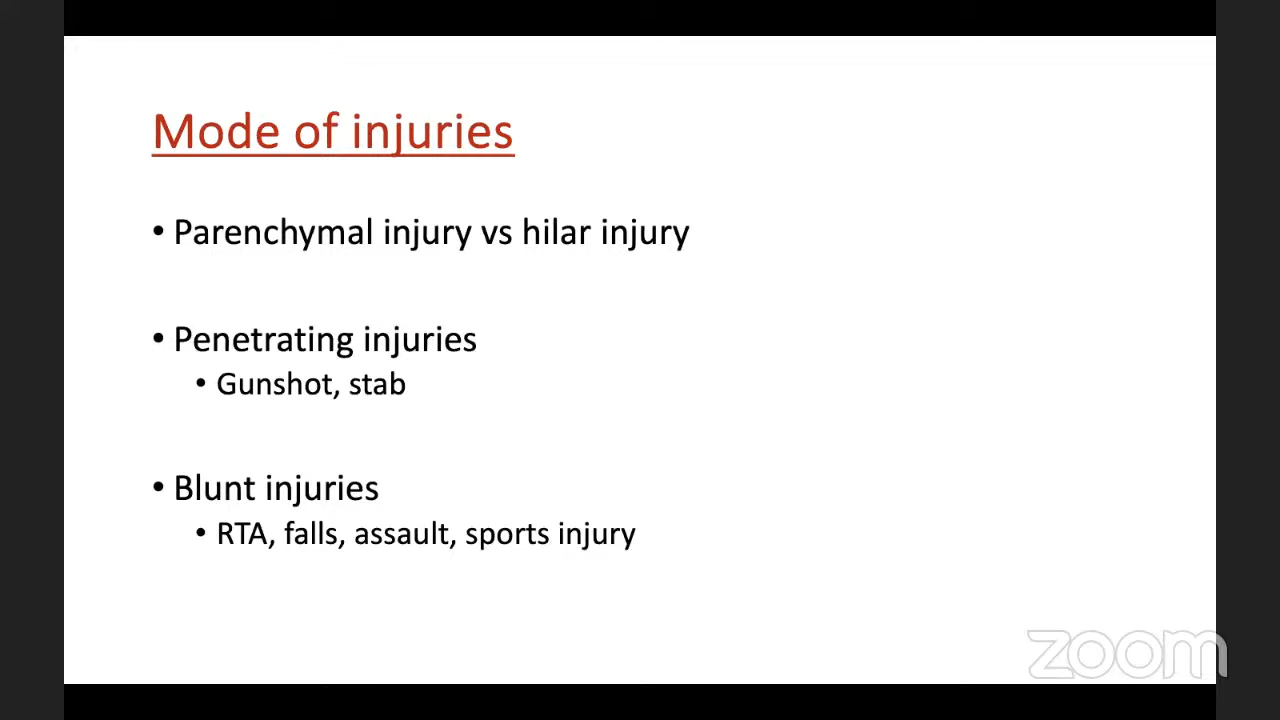 Mode of injuries
• Parenchymal injury vs hilar injury
• Penetrating injuries
• Gunshot, stab
• Blunt injuries
• RTA, falls, assault, sports injury
zoom